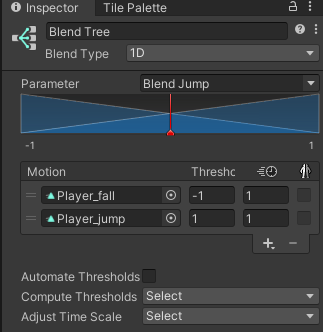 Inspector Tile Palette
Blend Tree
Blend Type 1D
Parameter Blend Jump
-1 1
Motion Thresho
Player_fall -1 1
Player_jump 1 1
+ −
Automate Thresholds
Compute Thresholds Select
Adjust Time Scale Select